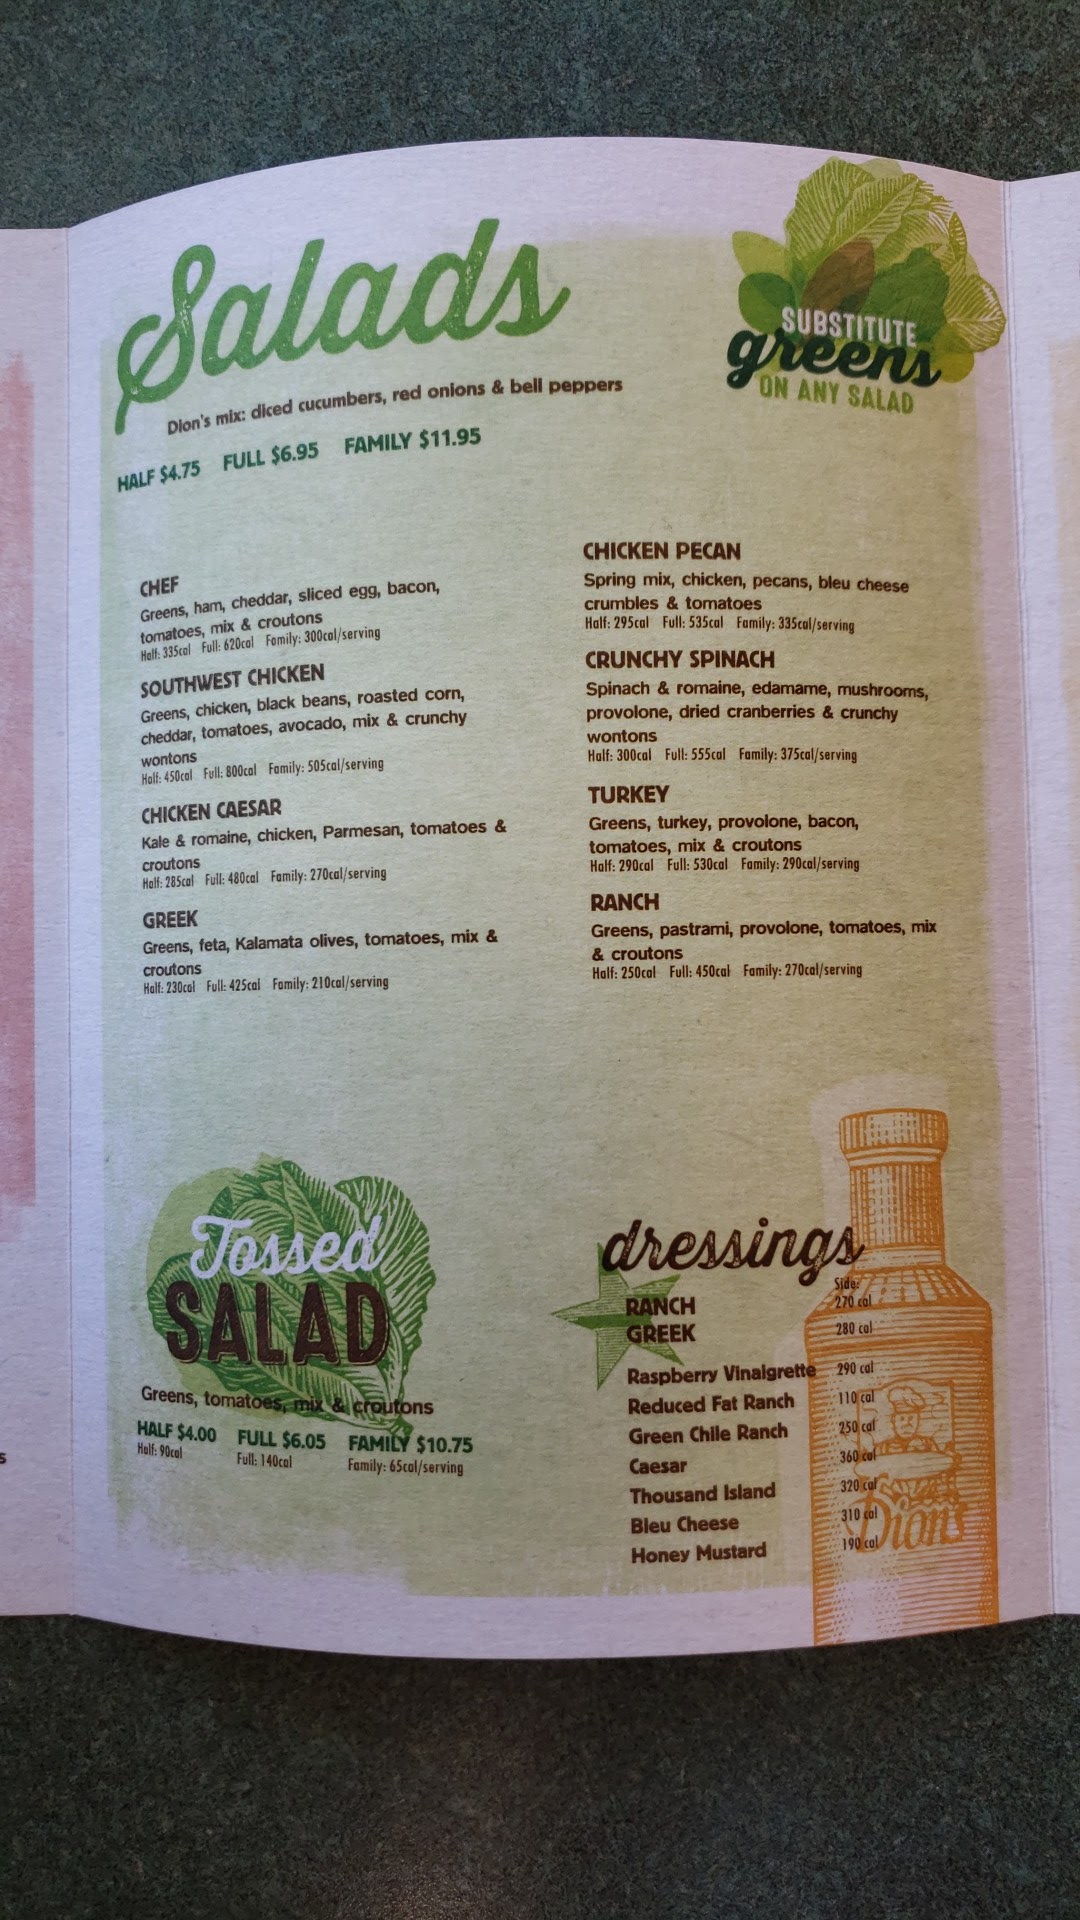 Salads
SUBSTITUTE
greens
ON ANY SALAD
Dion's mix: diced cucumbers, red onions & bell peppers
HALF $4.75 FULL $6.95 FAMILY $11.95
CHEF
Greens, ham, cheddar, sliced egg, bacon,
tomatoes, mix & croutons
Half: 335cal Full: 620cal Family: 300cal/serving
SOUTHWEST CHICKEN
Greens, chicken, black beans, roasted corn,
cheddar, tomatoes, avocado, mix & crunchy
wontons
Half: 450cal Full: 800cal Family: 505cal/serving
CHICKEN CAESAR
Kale & romaine, chicken, Parmesan, tomatoes &
croutons
Half: 285cal Full: 480cal Family: 270cal/serving
GREEK
Greens, feta, Kalamata olives, tomatoes, mix &
croutons
Half: 230cal Full: 425cal Family: 210cal/serving
CHICKEN PECAN
Spring mix, chicken, pecans, bleu cheese
crumbles & tomatoes
Half: 295cal Full: 535cal Family: 335cal/serving
CRUNCHY SPINACH
Spinach & romaine, edamame, mushrooms,
provolone, dried cranberries & crunchy
wontons
Half: 300cal Full: 555cal Family: 375cal/serving
TURKEY
Greens, turkey, provolone, bacon,
tomatoes, mix & croutons
Half: 290cal Full: 530cal Family: 290cal/serving
RANCH
Greens, pastrami, provolone, tomatoes, mix
& croutons
Half: 250cal Full: 450cal Family: 270cal/serving
Tossed
SALAD
Greens, tomatoes, mix & croutons
HALF $4.00 FULL $6.05 FAMILY $10.75
Half: 90cal Full: 140cal Family: 65cal/serving
dressings
Side:
RANCH 270 cal
GREEK 280 cal
Raspberry Vinaigrette 290 cal
Reduced Fat Ranch 110 cal
Green Chile Ranch 250 cal
Caesar 360 cal
Thousand Island 320 cal
Bleu Cheese 310 cal
Honey Mustard 190 cal
Dion's
s